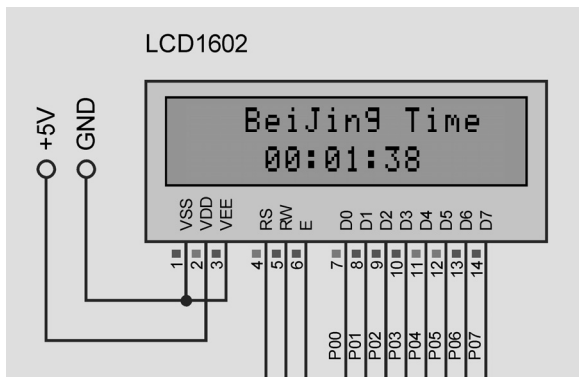 LCD1602
+5V
GND
BeiJing Time
00:01:38
VSS VDD VEE RS RW E D0 D1 D2 D3 D4 D5 D6 D7
1 2 3 4 5 6 7 8 9 10 11 12 13 14
P00 P01 P02 P03 P04 P05 P06 P07